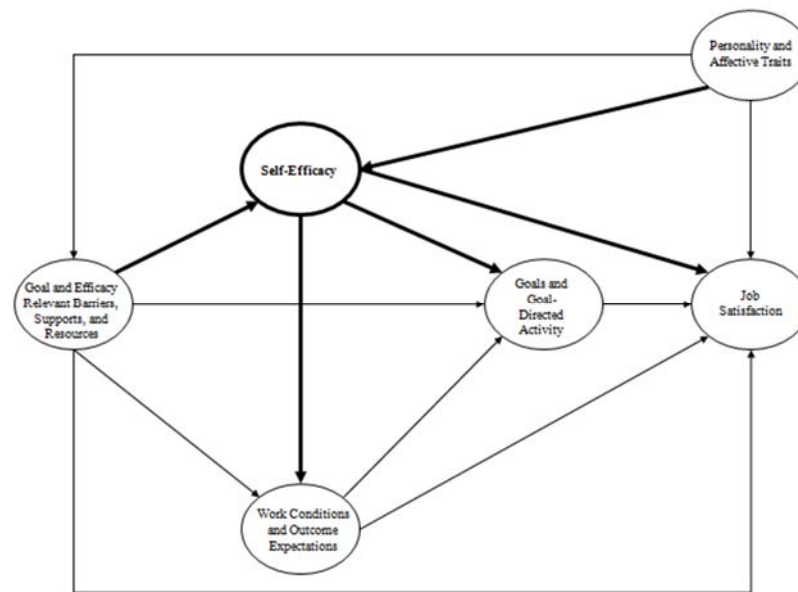 Personality and
Affective Traits
Self-Efficacy
Goal and Efficacy
Relevant Barriers,
Supports, and
Resources
Goals and
Goal-
Directed
Activity
Job
Satisfaction
Work Conditions
and Outcome
Expectations